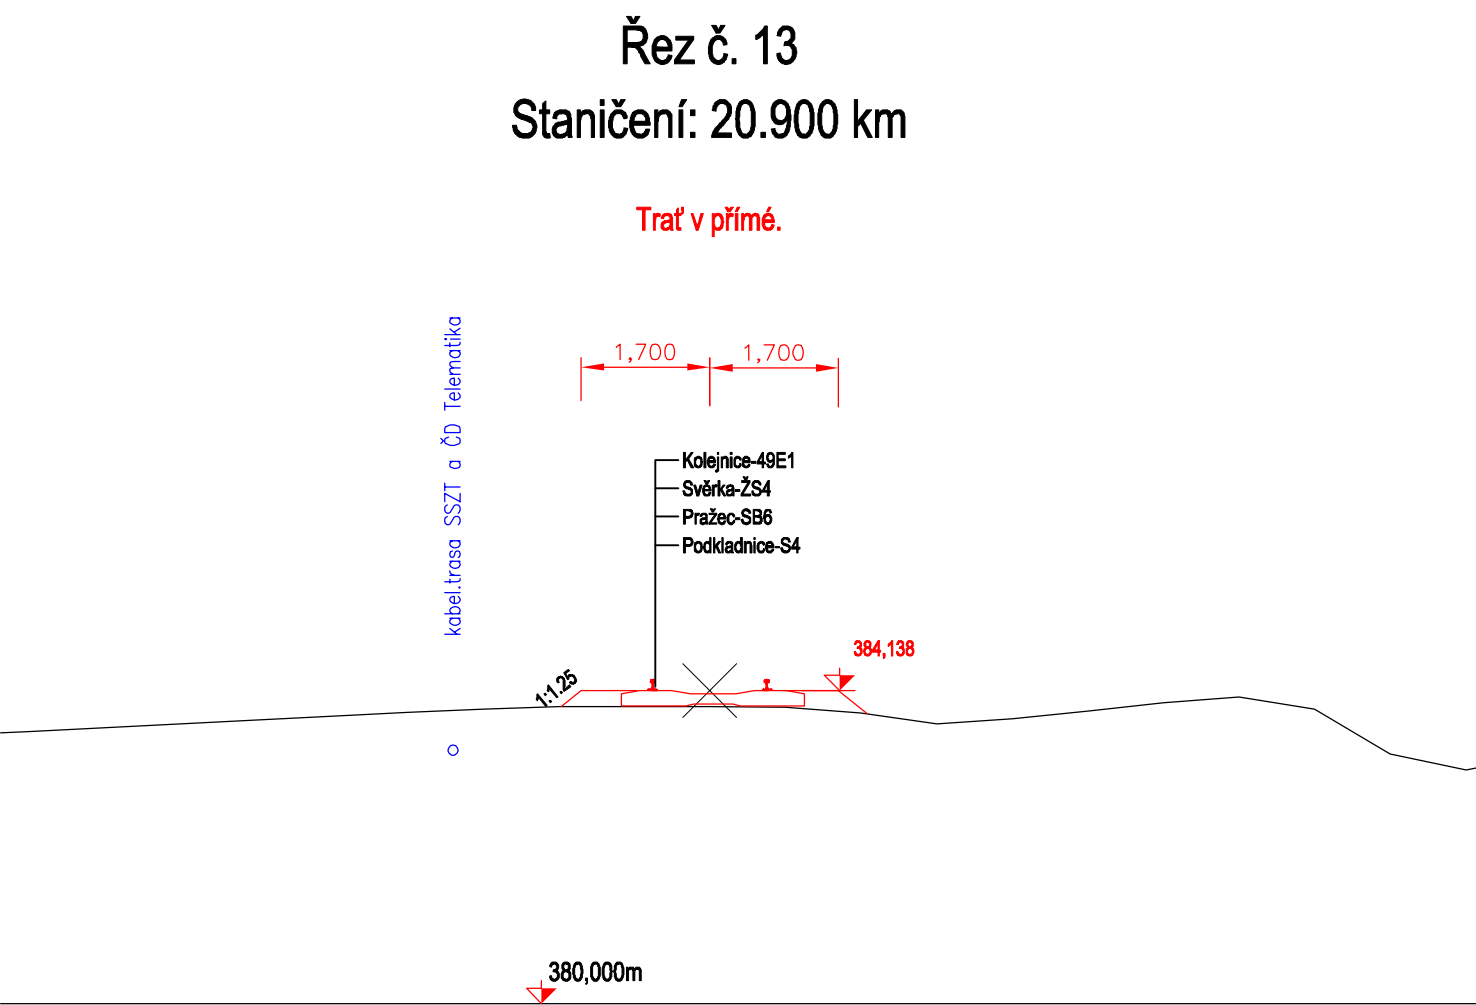 Řez č. 13
Staničení: 20.900 km
Trať v přímé.
kabel.trasa SSZT a ČD Telematika
1,700
1,700
Kolejnice-49E1
Svěrka-ŽS4
Pražec-SB6
Podkladnice-S4
384,138
1:1.25
380,000m